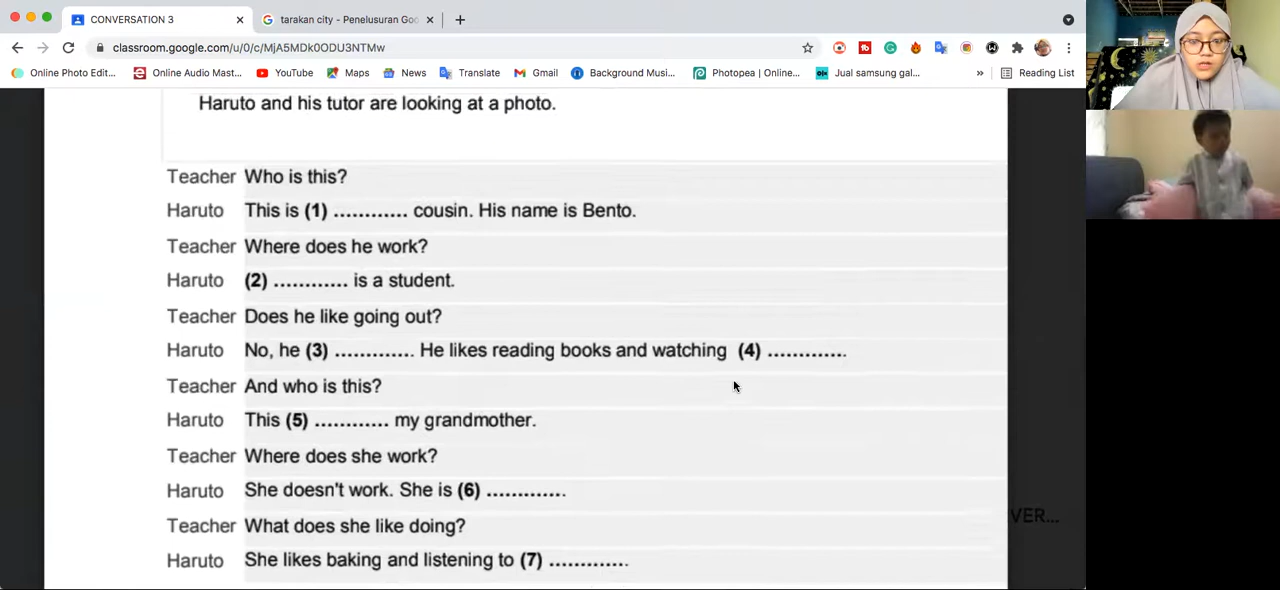 CONVERSATION 3
tarakan city - Penelusuran Goo
classroom.google.com/u/0/c/MjA5MDk0ODU3NTMw
Online Photo Edit...
Online Audio Mast...
YouTube
Maps
News
Translate
Gmail
Background Musi...
Photopea | Online...
Jual samsung gal...
»
Reading List
Haruto and his tutor are looking at a photo.
Teacher Who is this?
Haruto This is (1) ............ cousin. His name is Bento.
Teacher Where does he work?
Haruto (2) ............ is a student.
Teacher Does he like going out?
Haruto No, he (3) ............. He likes reading books and watching (4) .............
Teacher And who is this?
Haruto This (5) ............ my grandmother.
Teacher Where does she work?
Haruto She doesn't work. She is (6) .............
VER...
Teacher What does she like doing?
Haruto She likes baking and listening to (7) .............